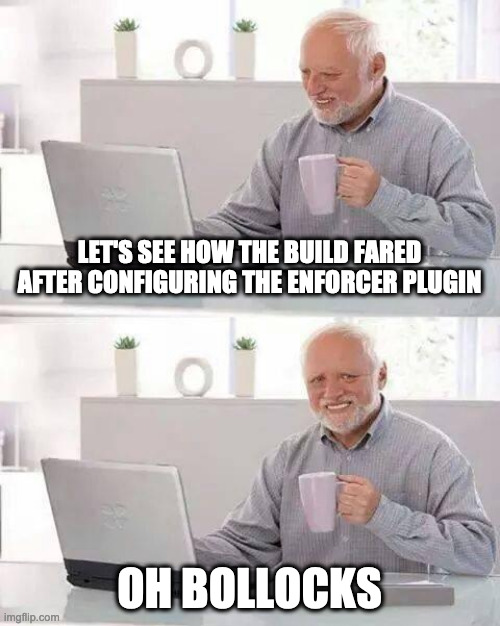 LET'S SEE HOW THE BUILD FARED
AFTER CONFIGURING THE ENFORCER PLUGIN
OH BOLLOCKS
imgflip.com